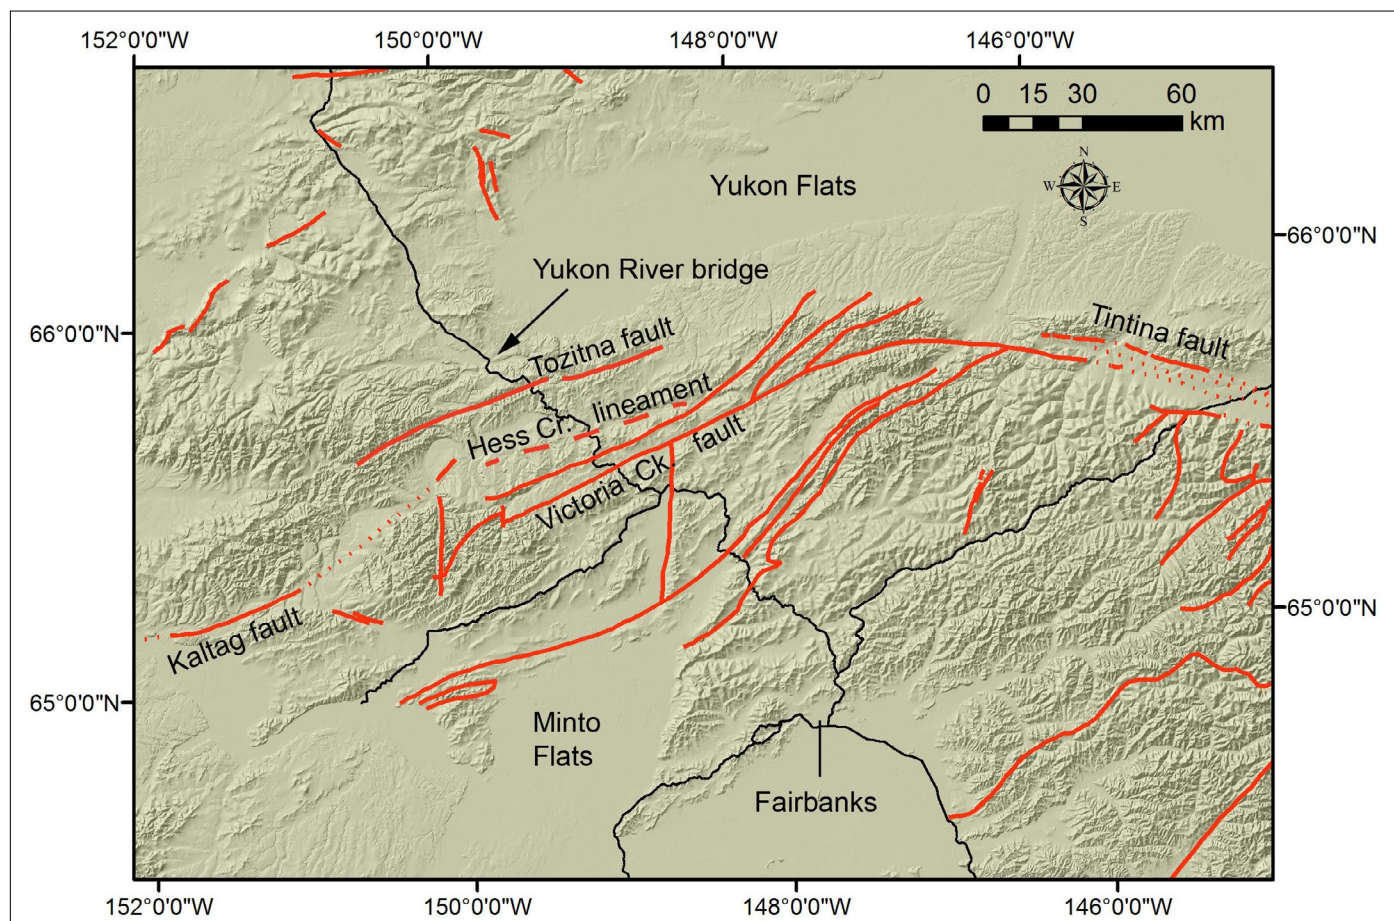 152°0'0"W 150°0'0"W 148°0'0"W 146°0'0"W
0 15 30 60
km
N
W E
S
Yukon Flats
66°0'0"N
Yukon River bridge
66°0'0"N
Tozitna fault
Tintina fault
Hess Cr. lineament
Victoria Ck. fault
65°0'0"N
Kaltag fault
65°0'0"N
Minto
Flats
Fairbanks
152°0'0"W 150°0'0"W 148°0'0"W 146°0'0"W